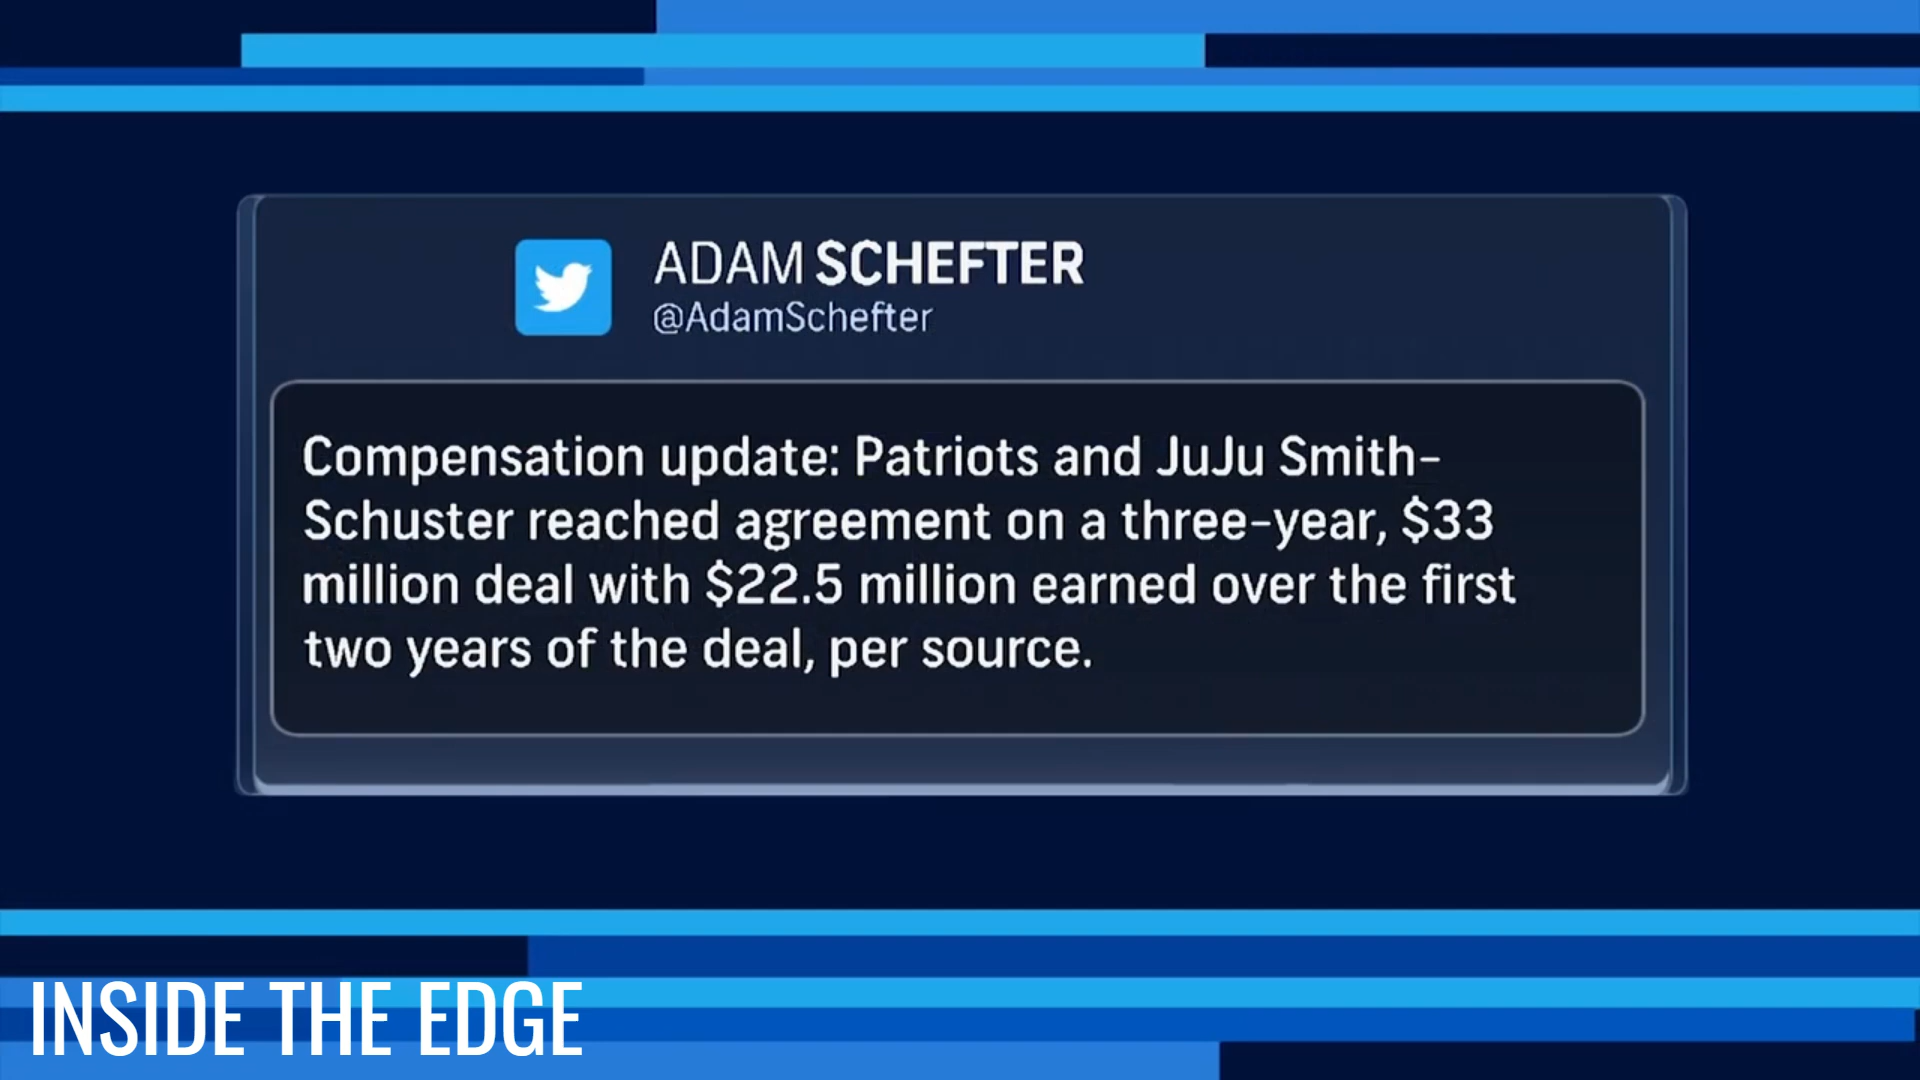 ADAM SCHEFTER
@AdamSchefter
Compensation update: Patriots and JuJu Smith-
Schuster reached agreement on a three-year, $33
million deal with $22.5 million earned over the first
two years of the deal, per source.
INSIDE THE EDGE